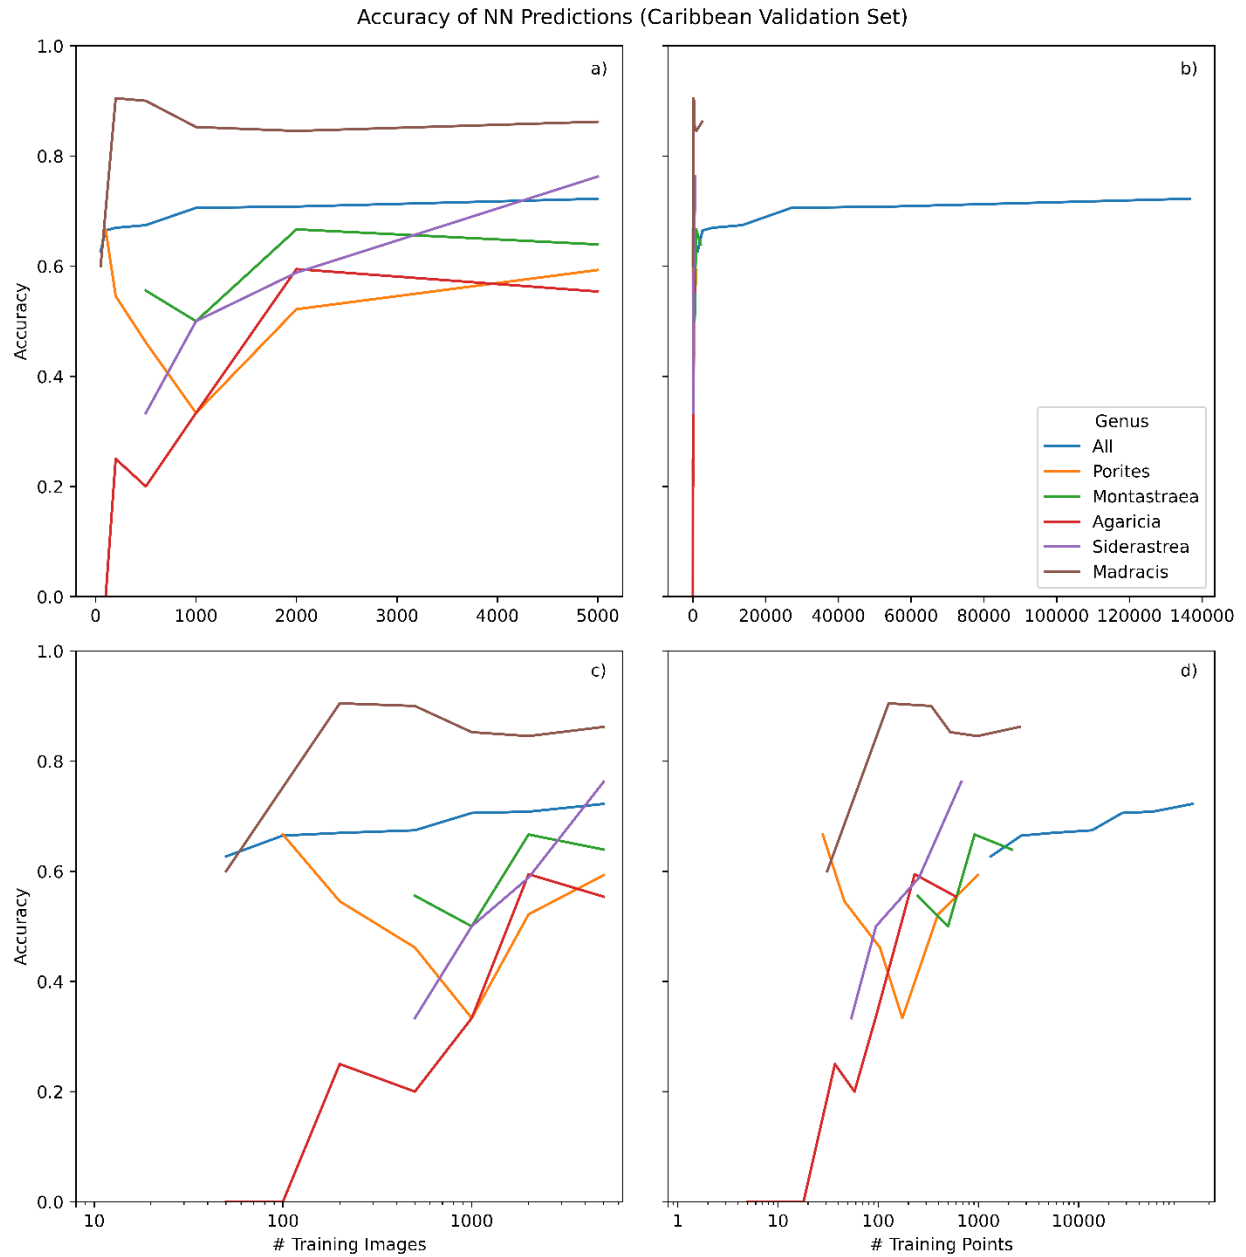 Accuracy of NN Predictions (Caribbean Validation Set)
a)
1.0
0.8
0.6
0.4
0.2
0.0
Accuracy
0 1000 2000 3000 4000 5000
b)
Genus
All
Porites
Montastraea
Agaricia
Siderastrea
Madracis
0 20000 40000 60000 80000 100000 120000 140000
c)
1.0
0.8
0.6
0.4
0.2
0.0
Accuracy
10 100 1000
# Training Images
d)
1 10 100 1000 10000
# Training Points